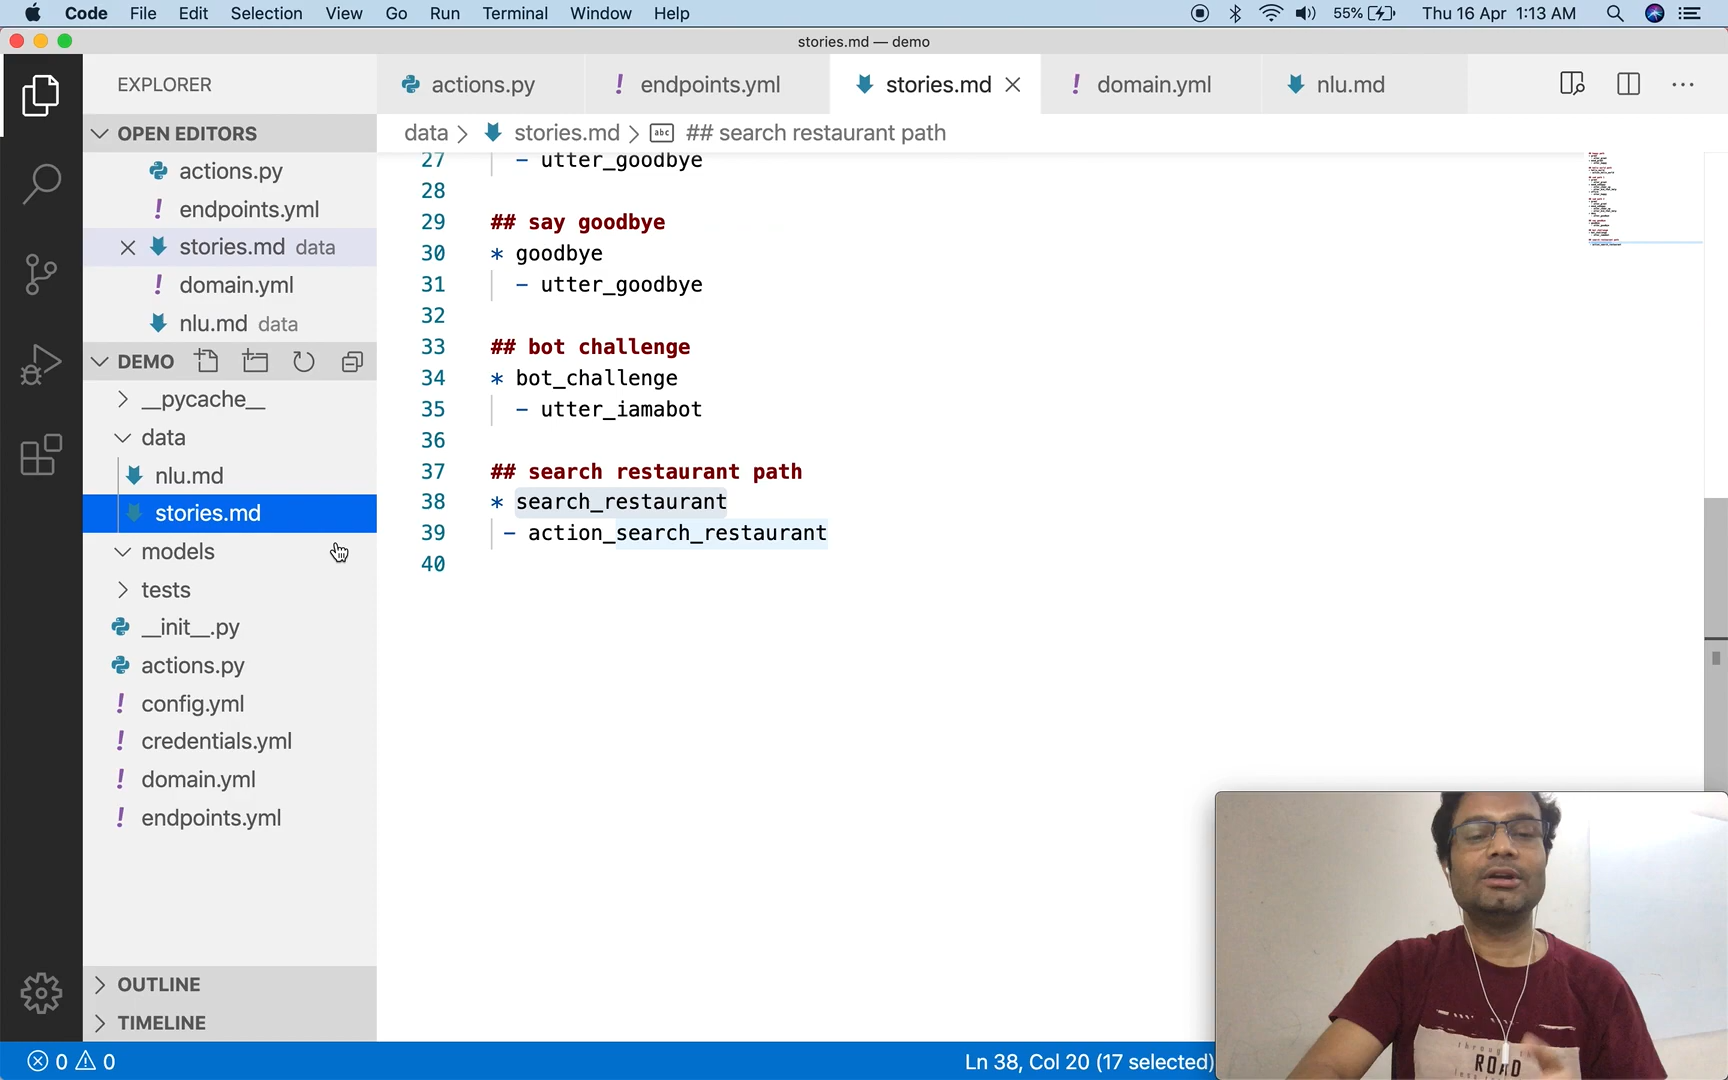 Code File Edit Selection View Go Run Terminal Window Help 55% Thu 16 Apr 1:13 AM
stories.md — demo
EXPLORER
actions.py ! endpoints.yml stories.md ! domain.yml nlu.md
OPEN EDITORS
data > stories.md > abc ## search restaurant path
actions.py
! endpoints.yml
stories.md data
! domain.yml
nlu.md data
DEMO
__pycache__
data
nlu.md
stories.md
models
tests
__init__.py
actions.py
! config.yml
! credentials.yml
! domain.yml
! endpoints.yml
OUTLINE
TIMELINE
27 - utter_goodbye
28
29 ## say goodbye
30 * goodbye
31 - utter_goodbye
32
33 ## bot challenge
34 * bot_challenge
35 - utter_iamabot
36
37 ## search restaurant path
38 * search_restaurant
39 - action_search_restaurant
40
ROAD
0 0 Ln 38, Col 20 (17 selected)